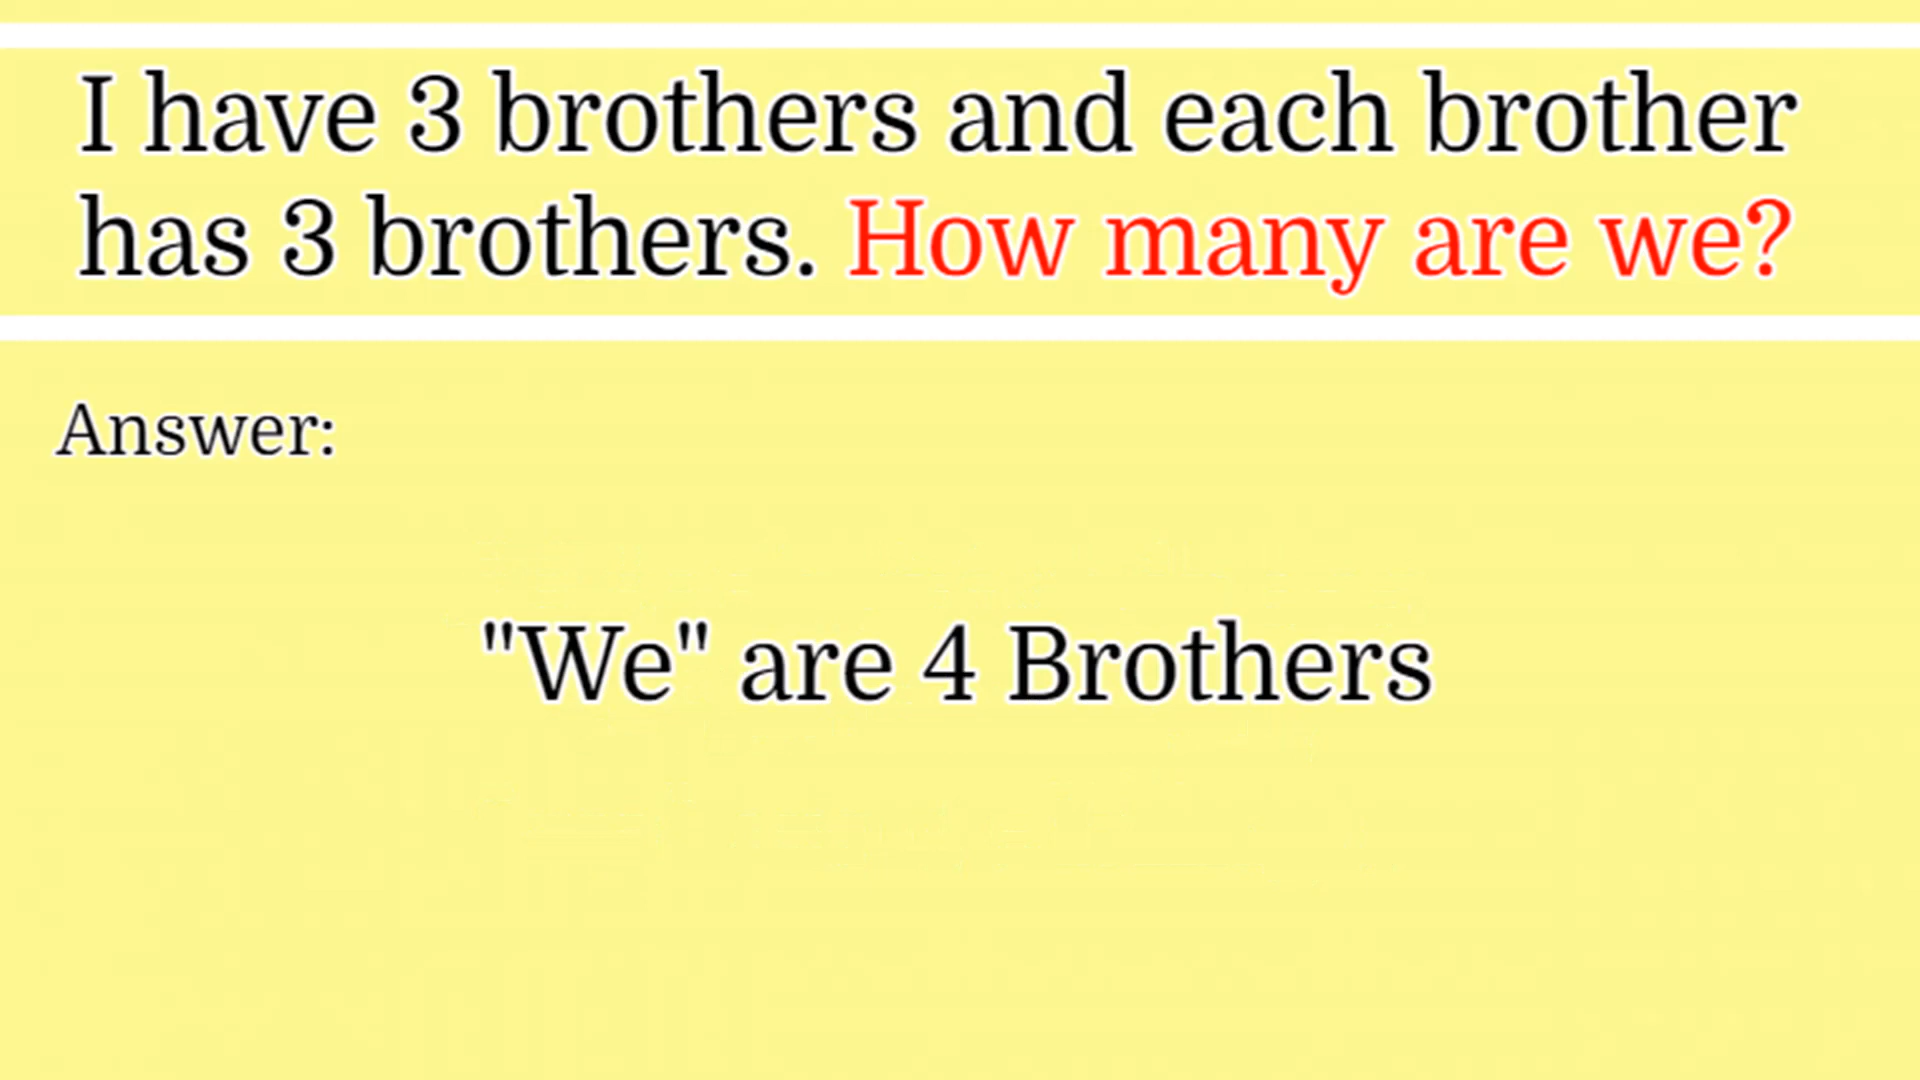 I have 3 brothers and each brother
has 3 brothers. How many are we?
Answer:
"We" are 4 Brothers